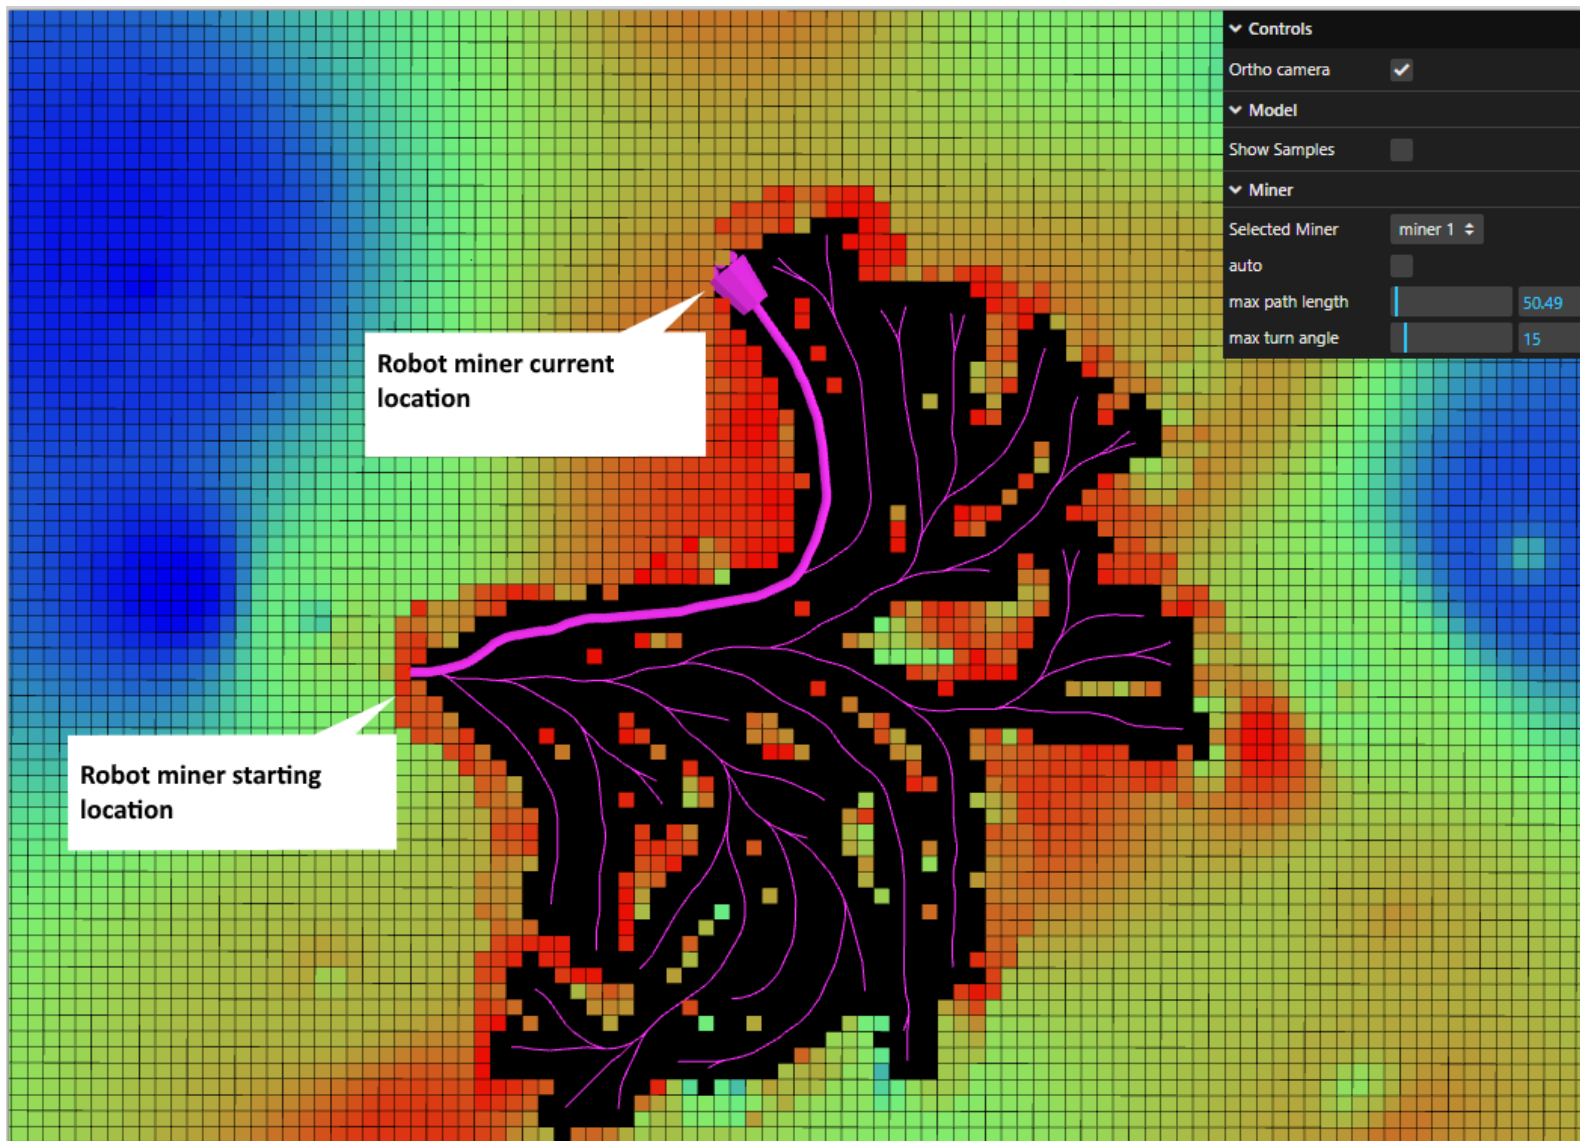 Controls
Ortho camera
Model
Show Samples
Miner
Selected Miner miner 1
auto
max path length 50.49
max turn angle 15
Robot miner current
location
Robot miner starting
location